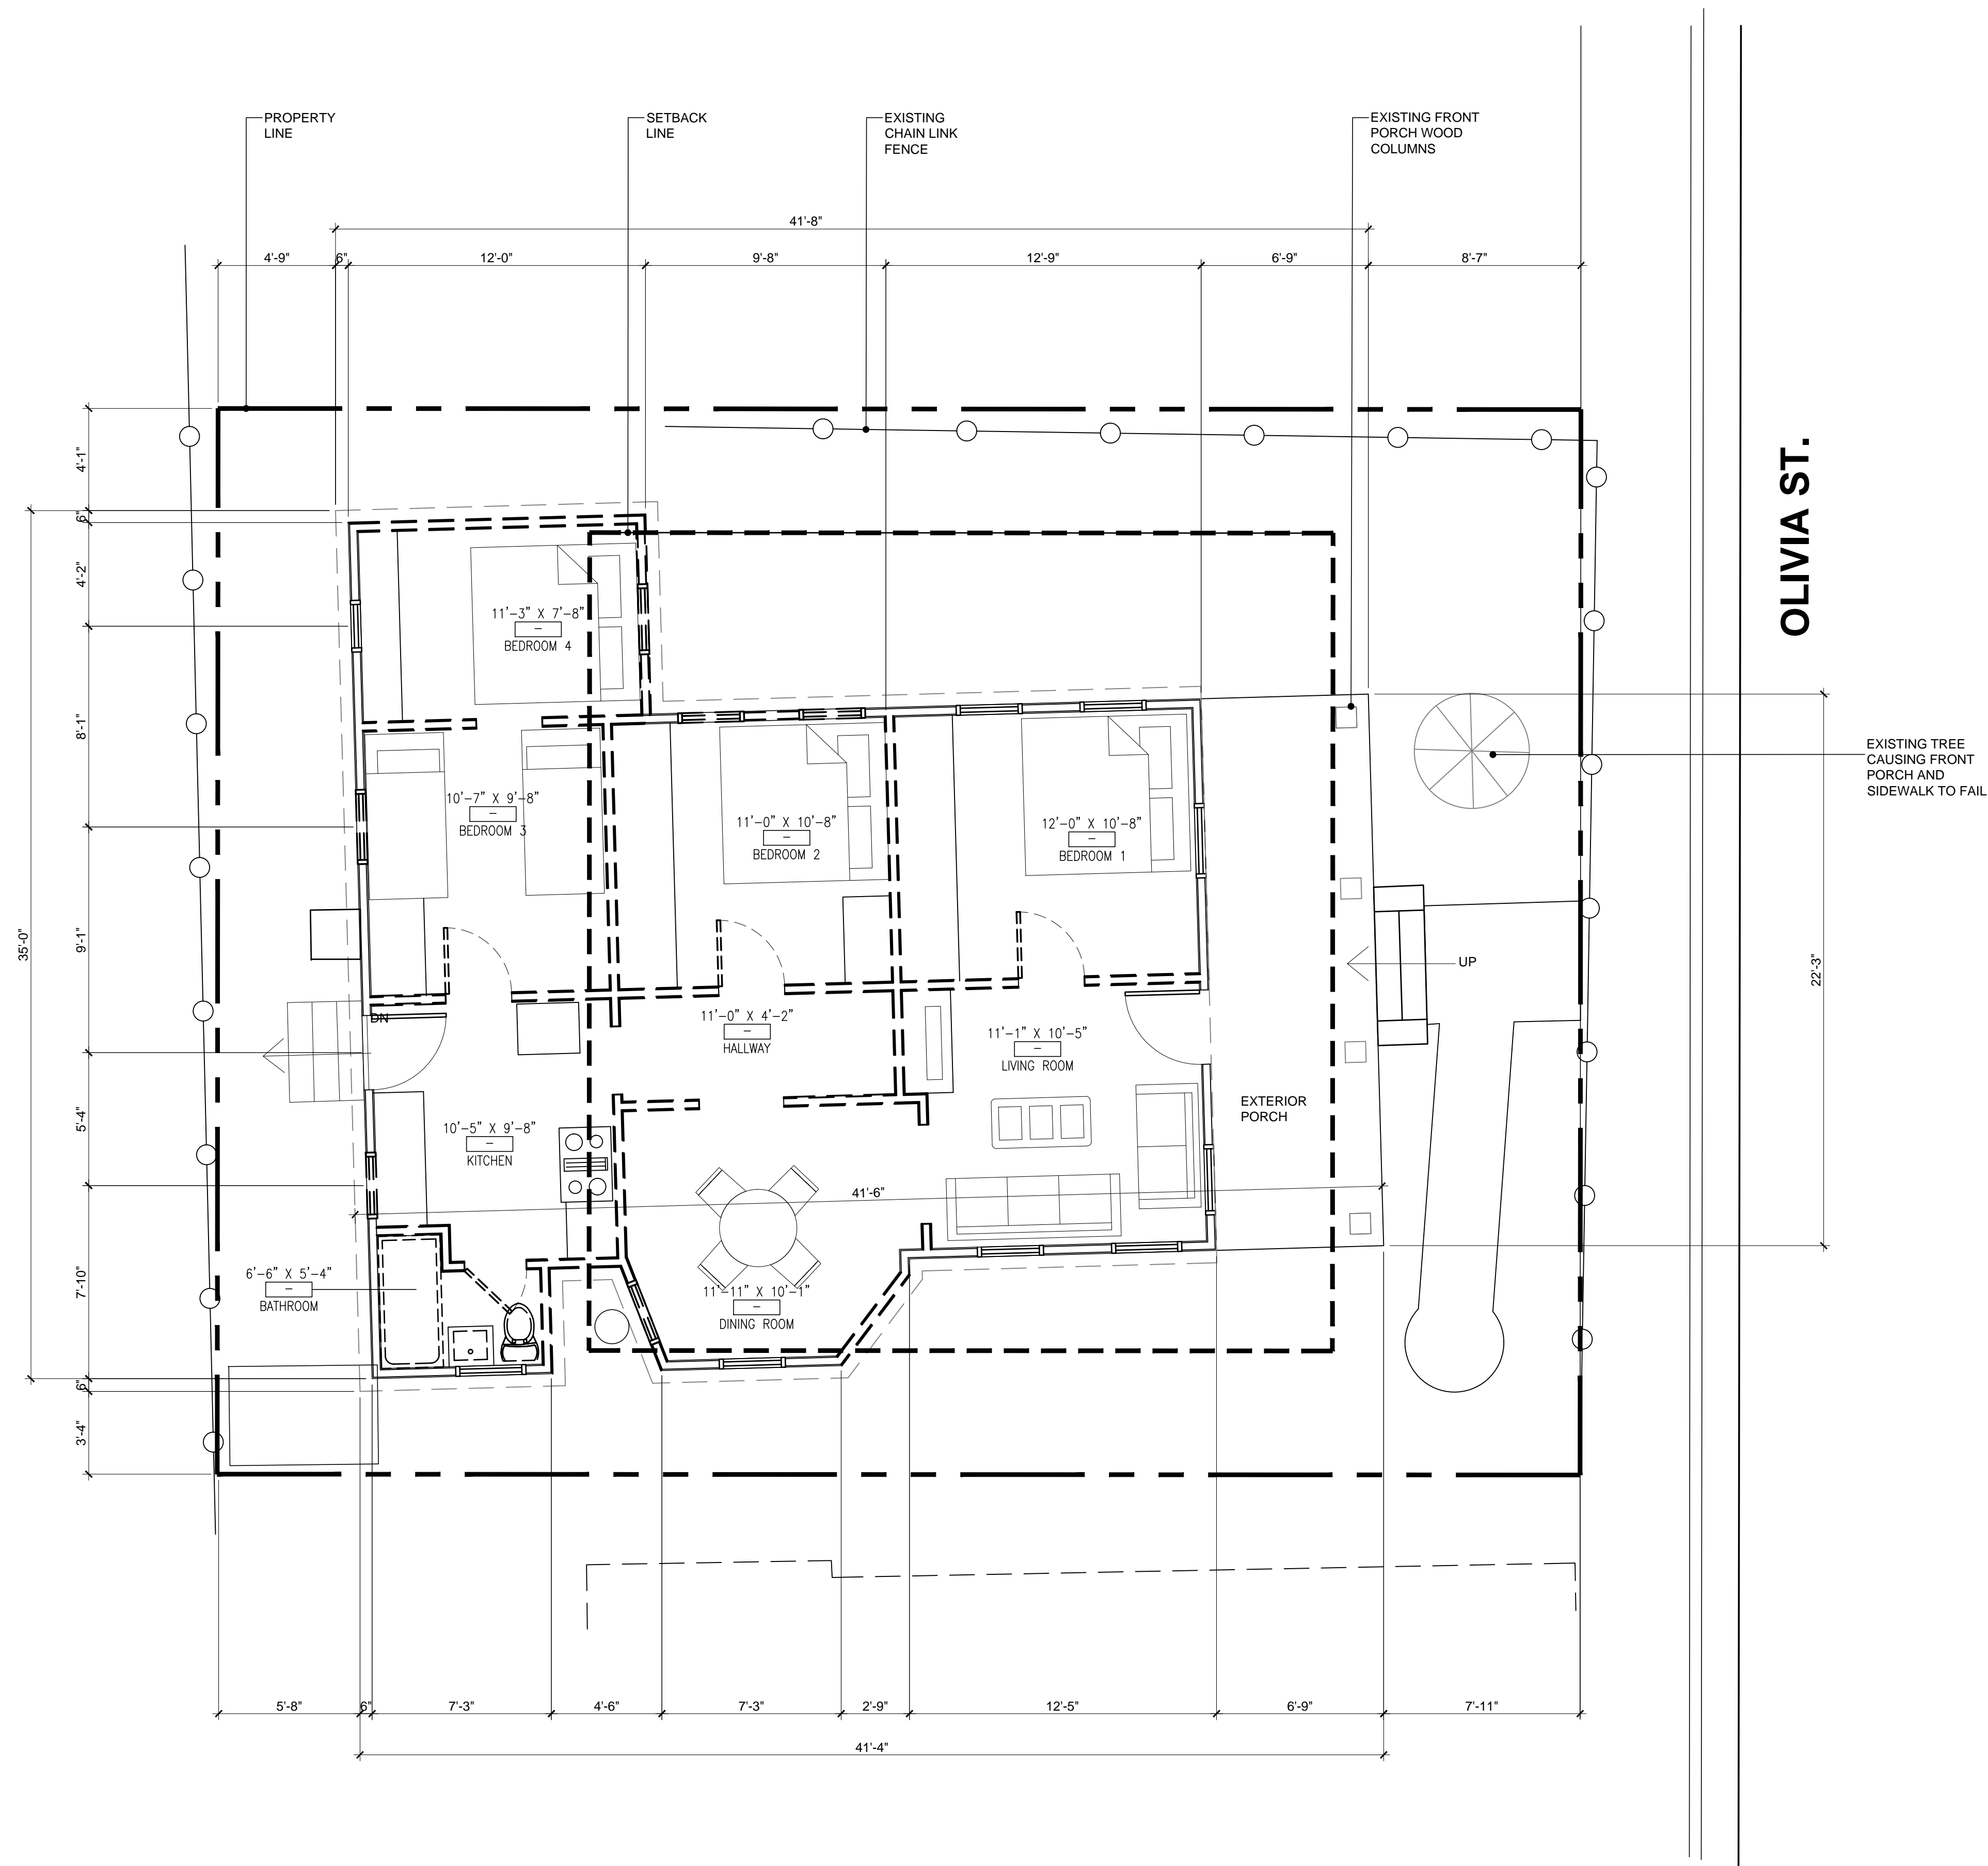 PROPERTY
LINE
SETBACK
LINE
EXISTING
CHAIN LINK
FENCE
EXISTING FRONT
PORCH WOOD
COLUMNS
41'-8"
4'-9"
6"
12'-0"
9'-8"
12'-9"
6'-9"
8'-7"
OLIVIA ST.
4'-1"
6"
4'-2"
8'-1"
9'-1"
5'-4"
7'-10"
6"
3'-4"
35'-0"
11'-3" X 7'-8"
BEDROOM 4
10'-7" X 9'-8"
BEDROOM 3
11'-0" X 10'-8"
BEDROOM 2
12'-0" X 10'-8"
BEDROOM 1
EXISTING TREE
CAUSING FRONT
PORCH AND
SIDEWALK TO FAIL
UP
22'-3"
DN
11'-0" X 4'-2"
HALLWAY
11'-1" X 10'-5"
LIVING ROOM
EXTERIOR
PORCH
10'-5" X 9'-8"
KITCHEN
41'-6"
6'-6" X 5'-4"
BATHROOM
11'-11" X 10'-1"
DINING ROOM
5'-8"
6"
7'-3"
4'-6"
7'-3"
2'-9"
12'-5"
6'-9"
7'-11"
41'-4"